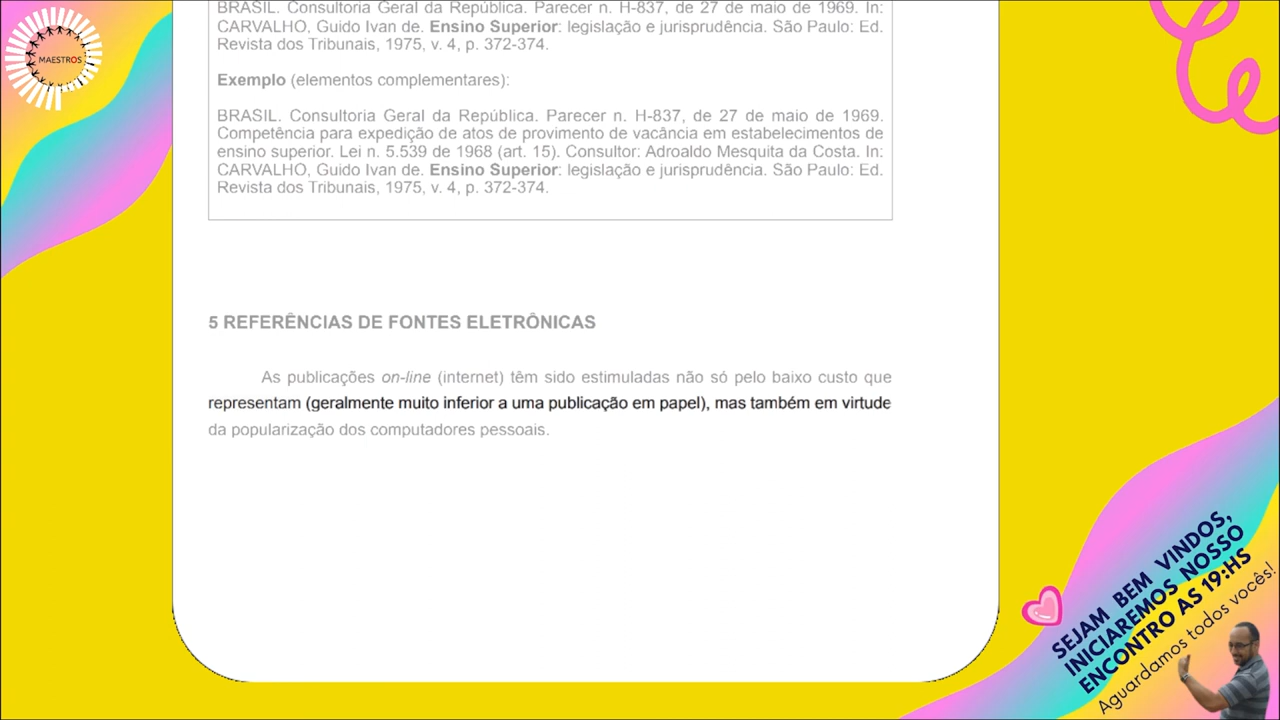 MAESTROS
BRASIL. Consultoria Geral da República. Parecer n. H-837, de 27 de maio de 1969. In:
CARVALHO, Guido Ivan de. Ensino Superior: legislação e jurisprudência. São Paulo: Ed.
Revista dos Tribunais, 1975, v. 4, p. 372-374.
Exemplo (elementos complementares):
BRASIL. Consultoria Geral da República. Parecer n. H-837, de 27 de maio de 1969.
Competência para expedição de atos de provimento de vacância em estabelecimentos de
ensino superior. Lei n. 5.539 de 1968 (art. 15). Consultor: Adroaldo Mesquita da Costa. In:
CARVALHO, Guido Ivan de. Ensino Superior: legislação e jurisprudência. São Paulo: Ed.
Revista dos Tribunais, 1975, v. 4, p. 372-374.
5 REFERÊNCIAS DE FONTES ELETRÔNICAS
As publicações on-line (internet) têm sido estimuladas não só pelo baixo custo que
representam (geralmente muito inferior a uma publicação em papel), mas também em virtude
da popularização dos computadores pessoais.
SEJAM BEM VINDOS,
INICIAREMOS NOSSO
ENCONTRO AS 19:HS
Aguardamos todos vocês!